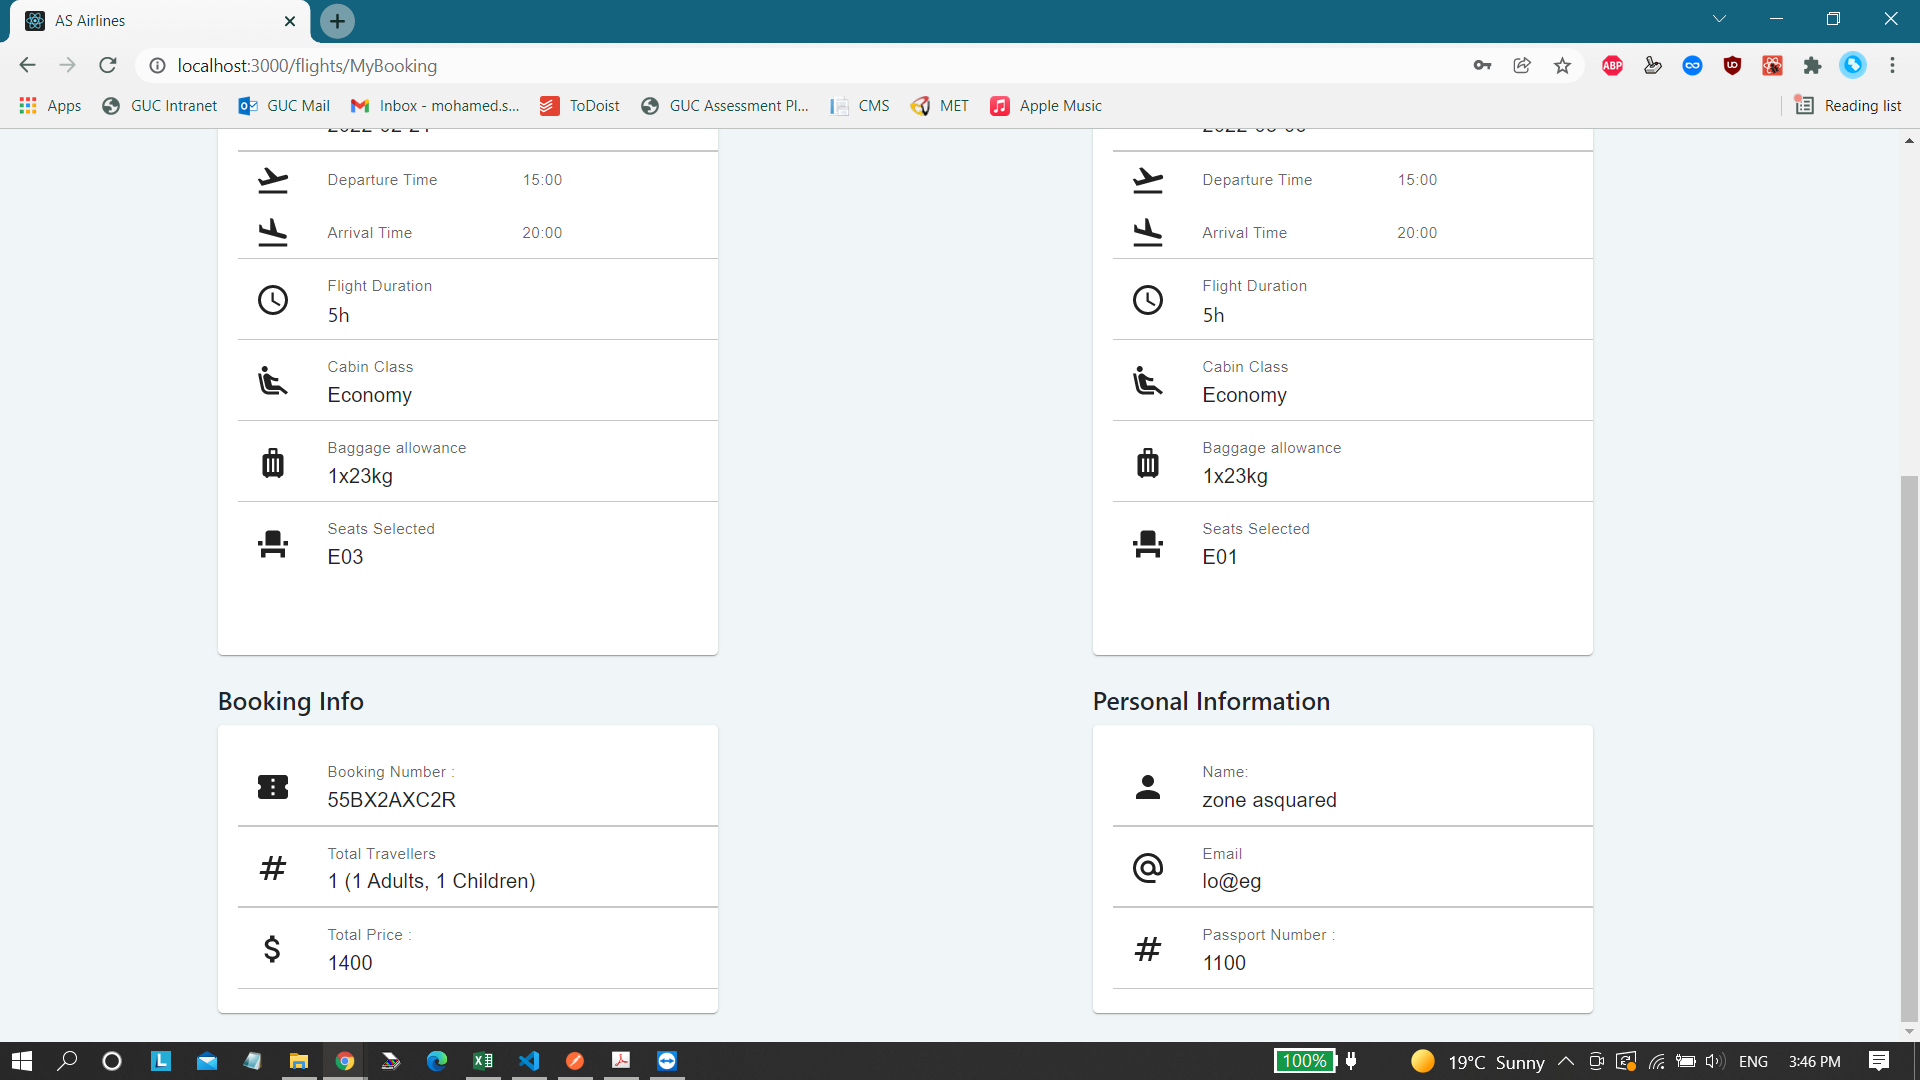 AS Airlines
localhost:3000/flights/MyBooking
Apps GUC Intranet GUC Mail Inbox - mohamed.s... ToDoist GUC Assessment Pl... CMS MET Apple Music Reading list
Departure Time 15:00
Arrival Time 20:00
Flight Duration
5h
Cabin Class
Economy
Baggage allowance
1x23kg
Seats Selected
E03
Departure Time 15:00
Arrival Time 20:00
Flight Duration
5h
Cabin Class
Economy
Baggage allowance
1x23kg
Seats Selected
E01
Booking Info
Booking Number :
55BX2AXC2R
Total Travellers
1 (1 Adults, 1 Children)
Total Price :
1400
Personal Information
Name:
zone asquared
Email
lo@eg
Passport Number :
1100
100% 19°C Sunny ENG 3:46 PM